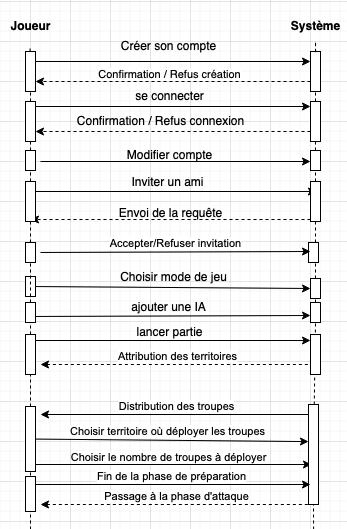 Joueur
Système
Créer son compte
Confirmation / Refus création
se connecter
Confirmation / Refus connexion
Modifier compte
Inviter un ami
Envoi de la requête
Accepter/Refuser invitation
Choisir mode de jeu
ajouter une IA
lancer partie
Attribution des territoires
Distribution des troupes
Choisir territoire où déployer les troupes
Choisir le nombre de troupes à déployer
Fin de la phase de préparation
Passage à la phase d'attaque